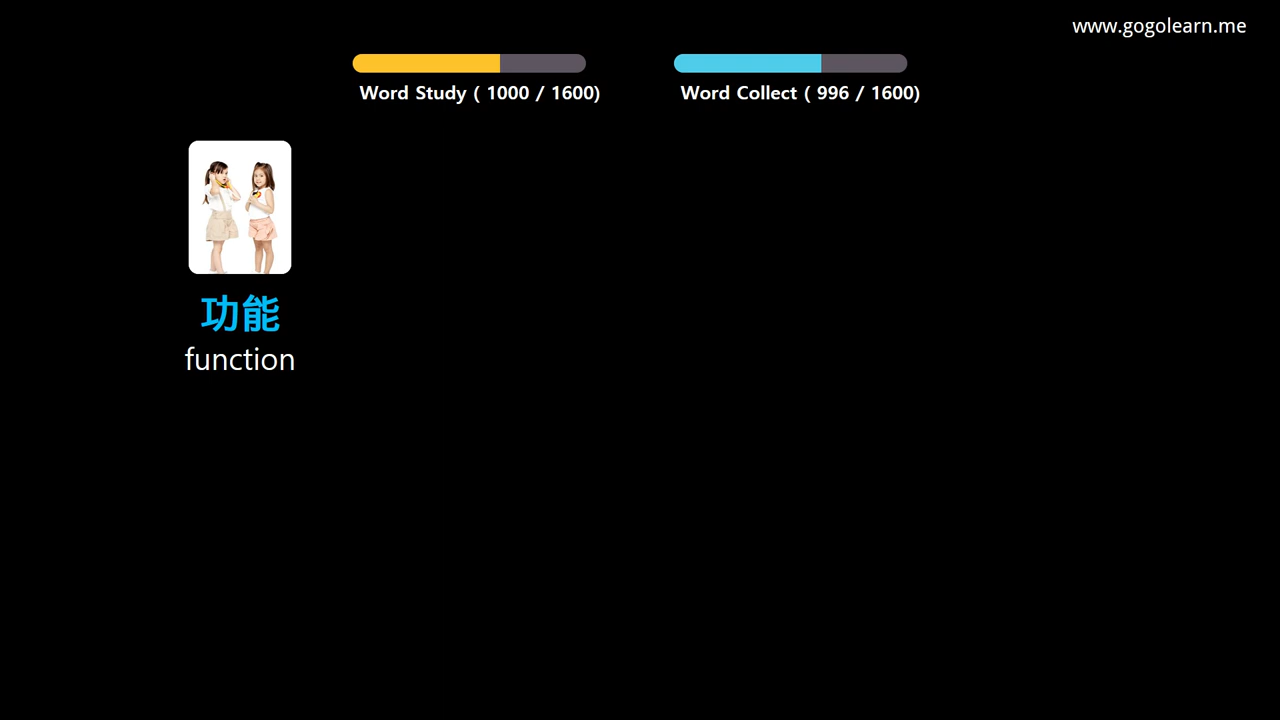 www.gogolearn.me
Word Study ( 1000 / 1600)
Word Collect ( 996 / 1600)
功能
function